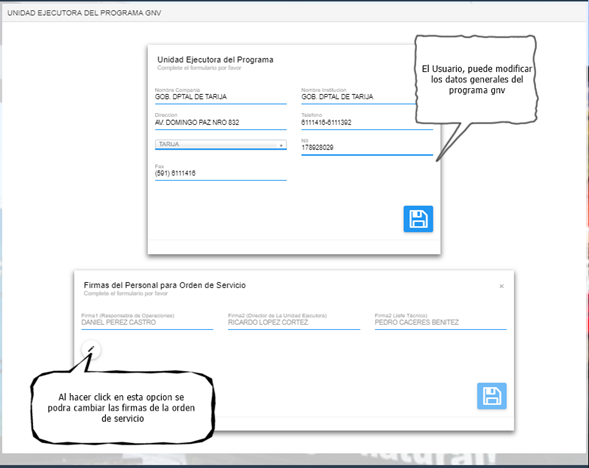 UNIDAD EJECUTORA DEL PROGRAMA GNV
Unidad Ejecutora del Programa
Complete el formulario por favor
Nombre Compania
Nombre Institucion
GOB. DPTAL DE TARIJA
GOB. DPTAL DE TARIJA
Direccion
Telefono
AV. DOMINGO PAZ NRO 832
6111416-6111392
TARIJA
Nit
178928029
Fax
(591) 6111416
El Usuario, puede modificar
los datos generales del
programa gnv
Firmas del Personal para Orden de Servicio
×
Complete el formulario por favor
Firma1 (Responsable de Operaciones)
Firma2 (Director de La Unidad Ejecutora)
Firma2 (Jefe Técnico)
DANIEL PEREZ CASTRO
RICARDO LOPEZ CORTEZ
PEDRO CACERES BENITEZ
Al hacer click en esta opcion se
podra cambiar las firmas de la orden
de servicio